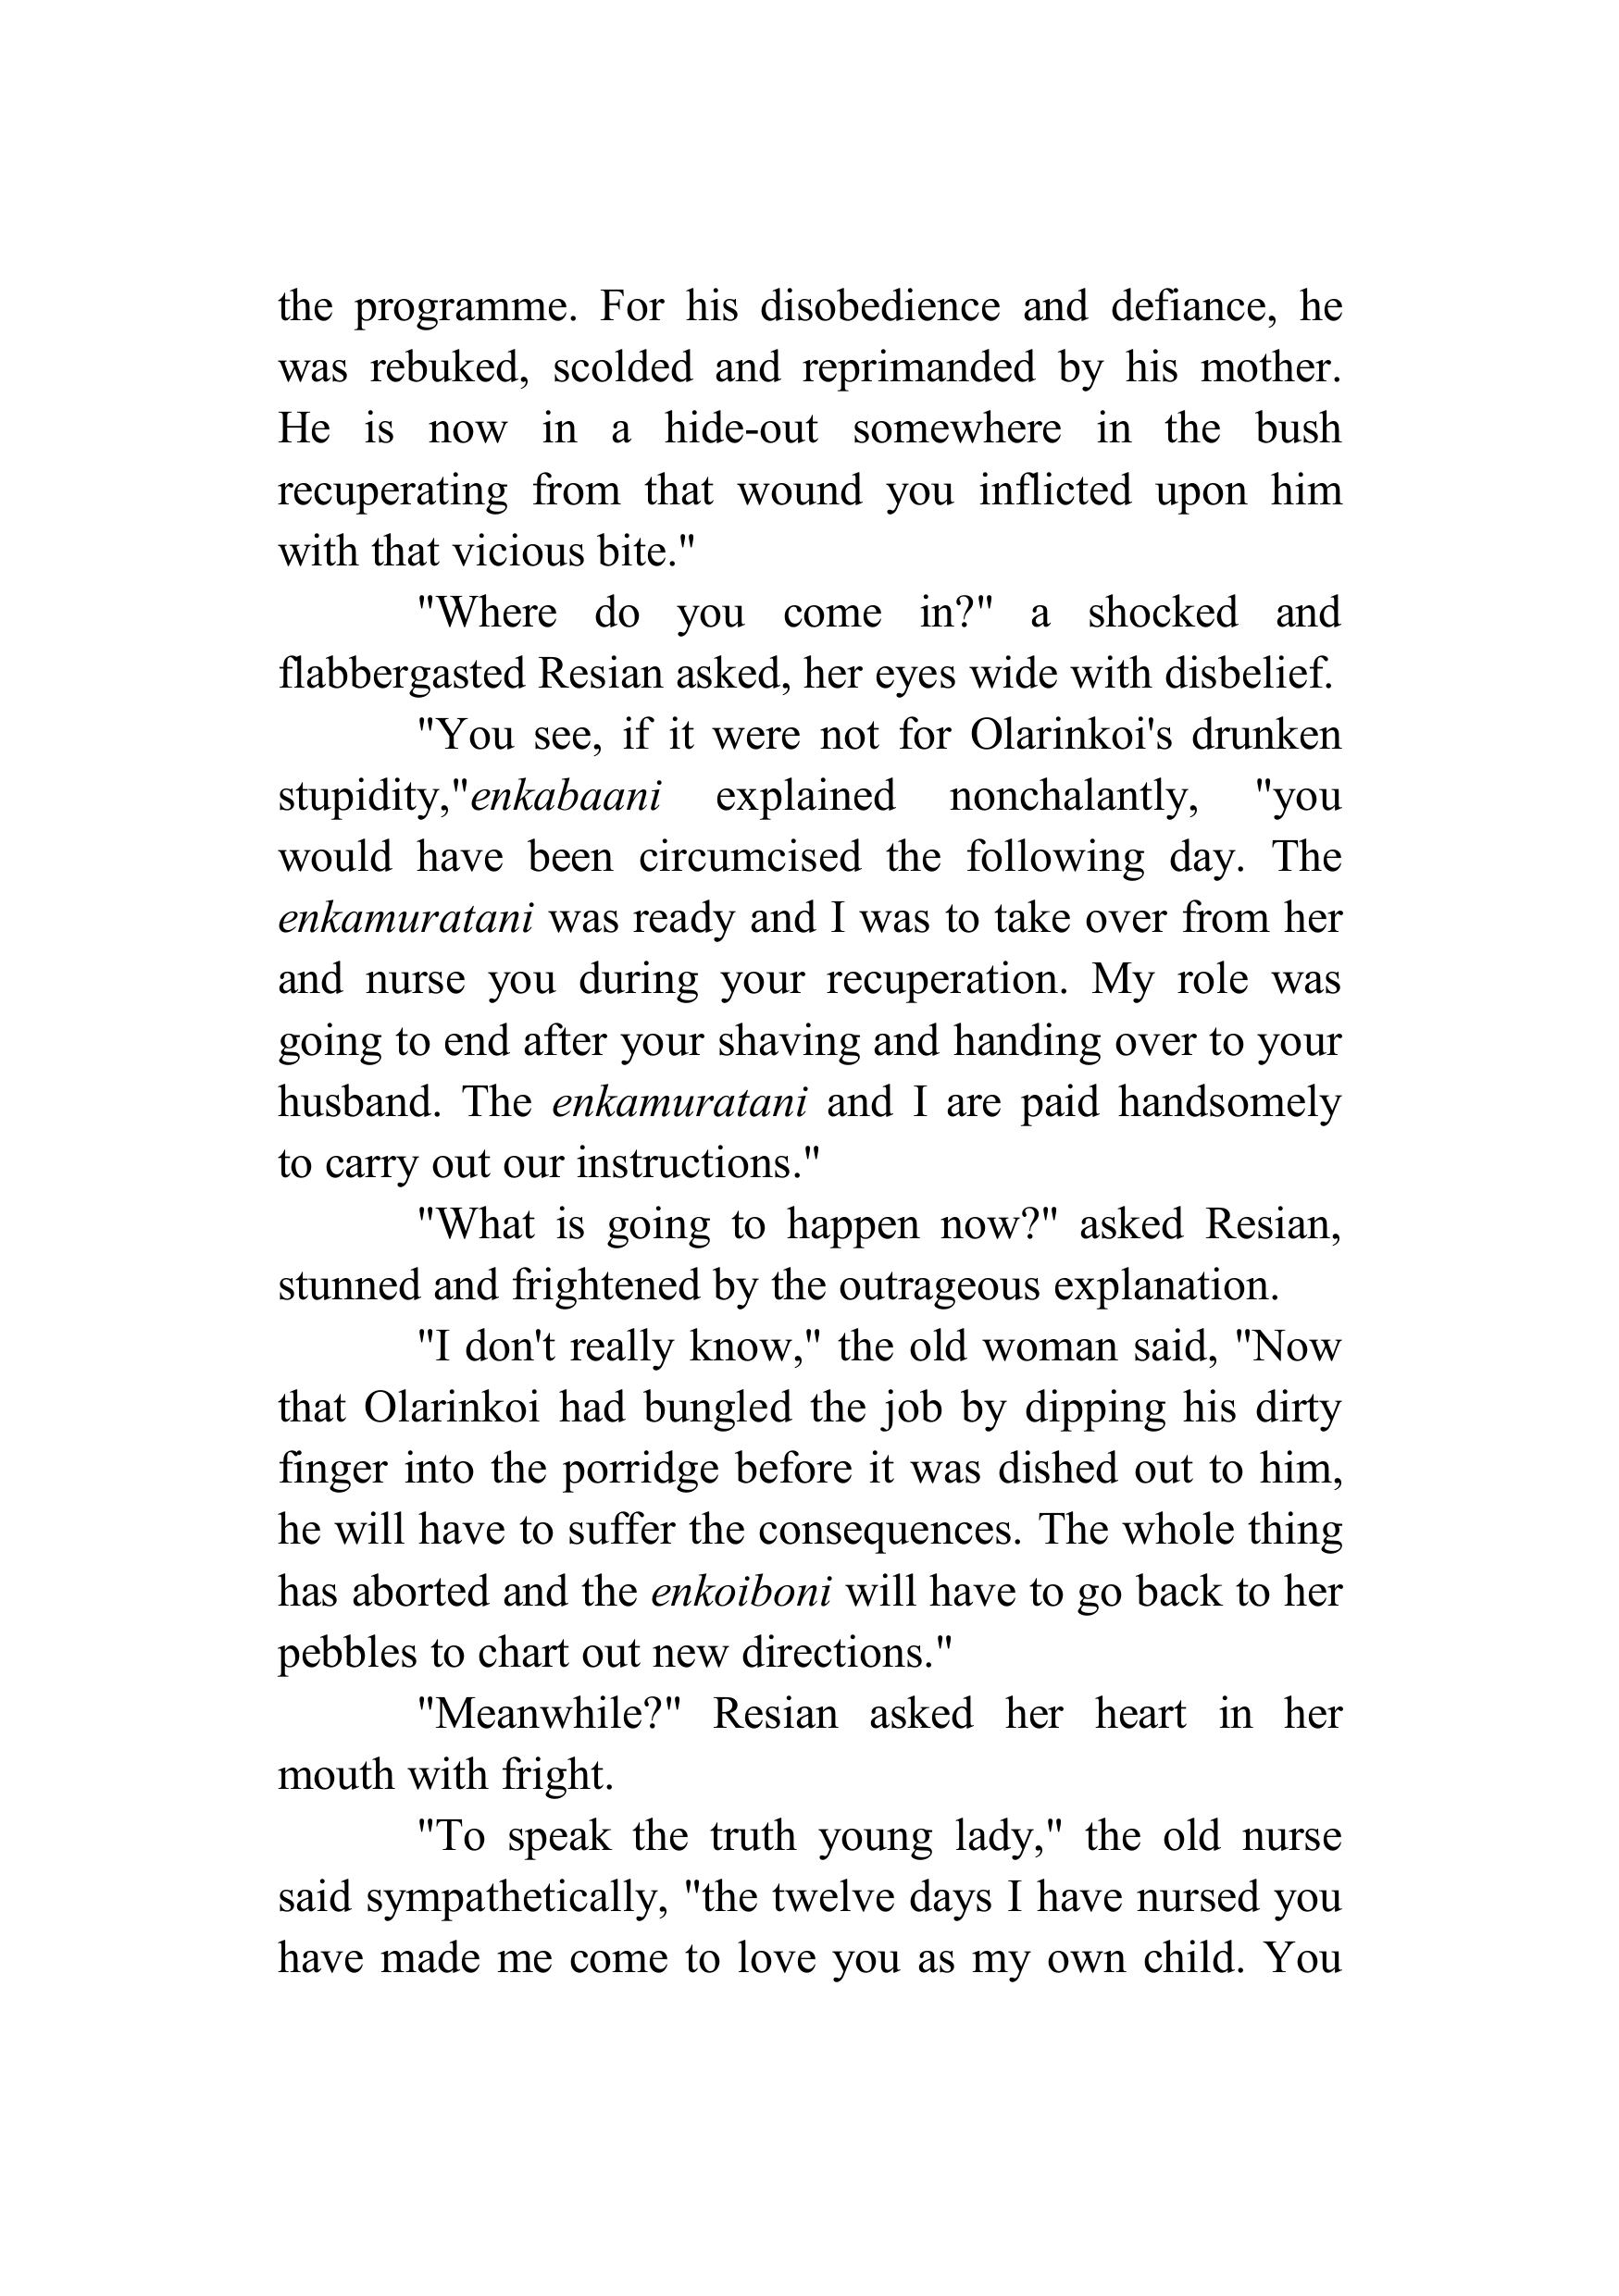 the programme. For his disobedience and defiance, he
was rebuked, scolded and reprimanded by his mother.
He is now in a hide-out somewhere in the bush
recuperating from that wound you inflicted upon him
with that vicious bite."
"Where do you come in?" a shocked and
flabbergasted Resian asked, her eyes wide with disbelief.
"You see, if it were not for Olarinkoi's drunken
stupidity,"enkabaani explained nonchalantly, "you
would have been circumcised the following day. The
enkamuratani was ready and I was to take over from her
and nurse you during your recuperation. My role was
going to end after your shaving and handing over to your
husband. The enkamuratani and I are paid handsomely
to carry out our instructions."
"What is going to happen now?" asked Resian,
stunned and frightened by the outrageous explanation.
"I don't really know," the old woman said, "Now
that Olarinkoi had bungled the job by dipping his dirty
finger into the porridge before it was dished out to him,
he will have to suffer the consequences. The whole thing
has aborted and the enkoiboni will have to go back to her
pebbles to chart out new directions."
"Meanwhile?" Resian asked her heart in her
mouth with fright.
"To speak the truth young lady," the old nurse
said sympathetically, "the twelve days I have nursed you
have made me come to love you as my own child. You